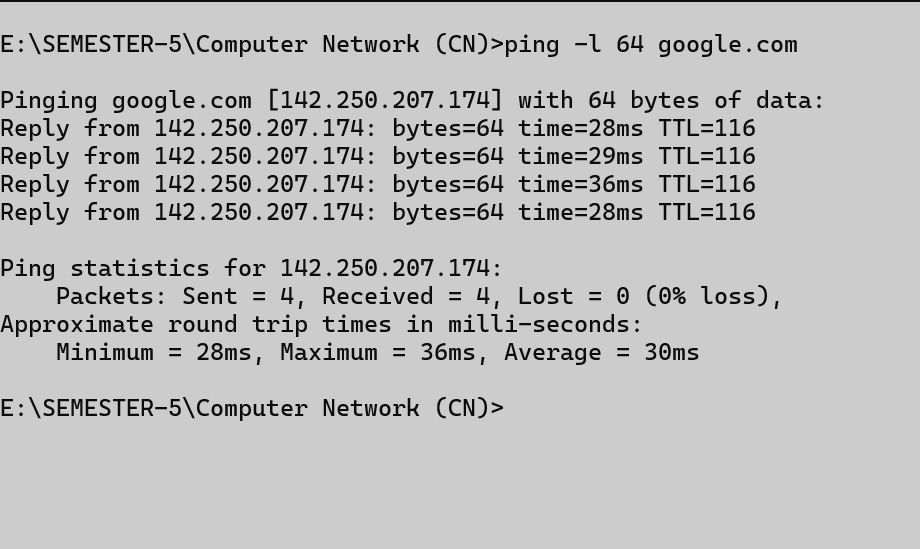 E:\SEMESTER-5\Computer Network (CN)>ping -l 64 google.com
Pinging google.com [142.250.207.174] with 64 bytes of data:
Reply from 142.250.207.174: bytes=64 time=28ms TTL=116
Reply from 142.250.207.174: bytes=64 time=29ms TTL=116
Reply from 142.250.207.174: bytes=64 time=36ms TTL=116
Reply from 142.250.207.174: bytes=64 time=28ms TTL=116
Ping statistics for 142.250.207.174:
    Packets: Sent = 4, Received = 4, Lost = 0 (0% loss),
Approximate round trip times in milli-seconds:
    Minimum = 28ms, Maximum = 36ms, Average = 30ms
E:\SEMESTER-5\Computer Network (CN)>